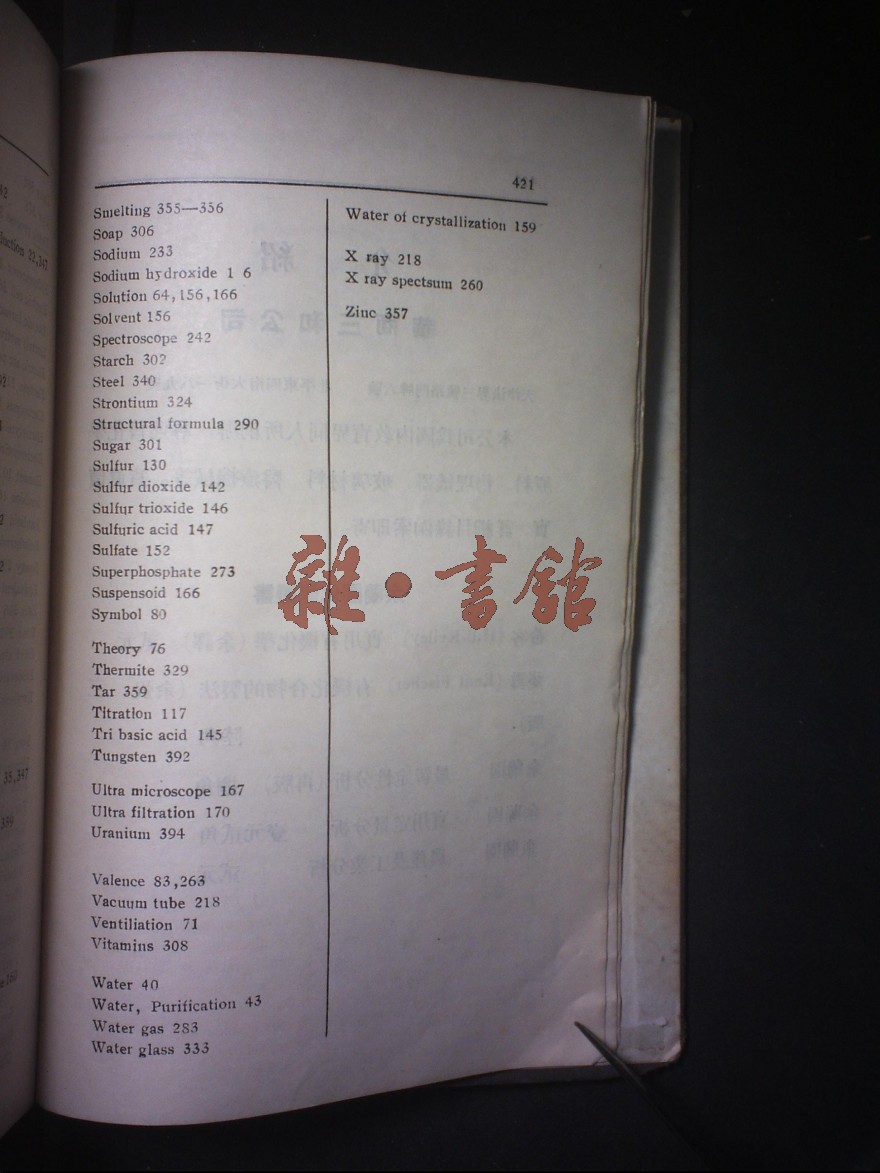 421
Smelting 355—356
Soap 306
Sodium 233
Sodium hydroxide 1 6
Solution 64,156,166
Solvent 156
Spectroscope 242
Starch 302
Steel 340
Strontium 324
Structural formula 290
Sugar 301
Sulfur 130
Sulfur dioxide 142
Sulfur trioxide 146
Sulfuric acid 147
Sulfate 152
Superphosphate 273
Suspensoid 166
Symbol 80
Theory 76
Thermite 329
Tar 359
Titration 117
Tri basic acid 145
Tungsten 392
Ultra microscope 167
Ultra filtration 170
Uranium 394
Valence 83,263
Vacuum tube 218
Ventiliation 71
Vitamins 308
Water 40
Water, Purification 43
Water gas 283
Water glass 333
Water of crystallization 159
X ray 218
X ray spectsum 260
Zinc 357
雜·書館